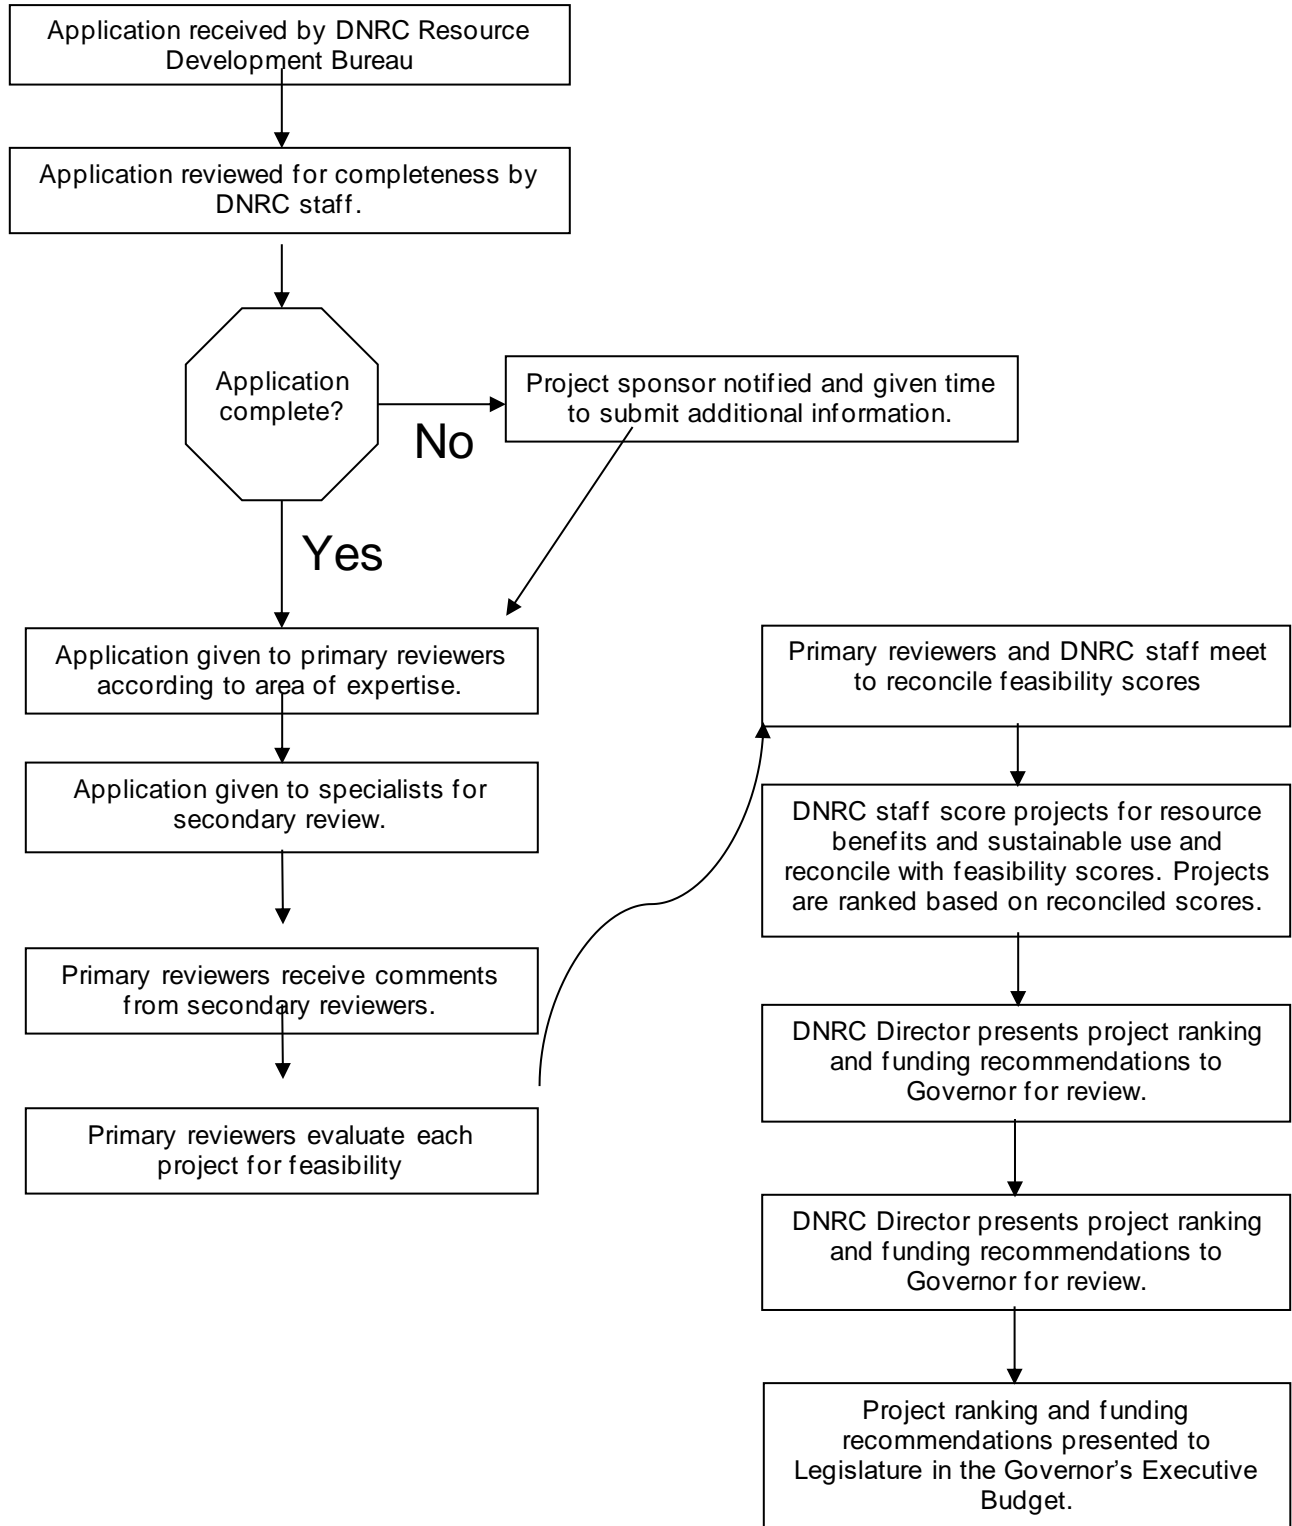 Application received by DNRC Resource
Development Bureau
Application reviewed for completeness by
DNRC staff.
Application
complete?
No
Project sponsor notified and given time
to submit additional information.
Yes
Application given to primary reviewers
according to area of expertise.
Application given to specialists for
secondary review.
Primary reviewers receive comments
from secondary reviewers.
Primary reviewers evaluate each
project for feasibility
Primary reviewers and DNRC staff meet
to reconcile feasibility scores
DNRC staff score projects for resource
benefits and sustainable use and
reconcile with feasibility scores. Projects
are ranked based on reconciled scores.
DNRC Director presents project ranking
and funding recommendations to
Governor for review.
DNRC Director presents project ranking
and funding recommendations to
Governor for review.
Project ranking and funding
recommendations presented to
Legislature in the Governor's Executive
Budget.